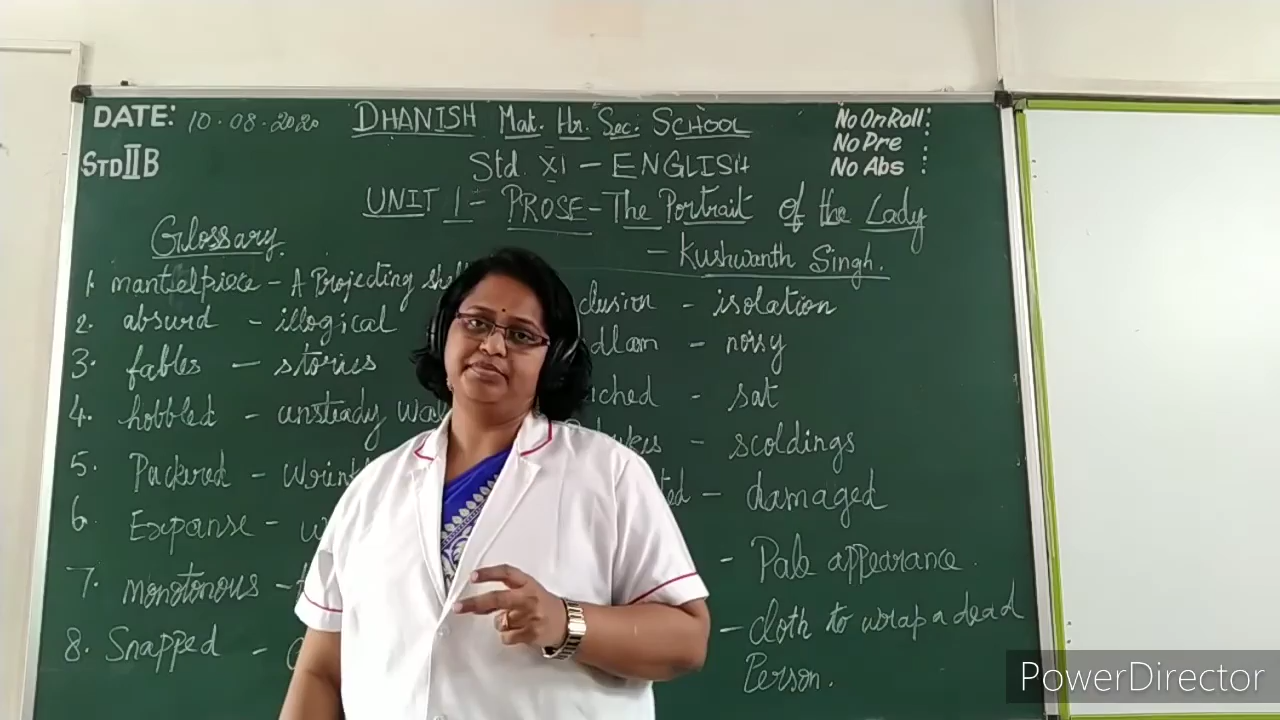 DATE: 10.08.2020
DHANISH Mat. Hr. Sec. SCHOOL
No On Roll:
No Pre :
No Abs :
STD II B
Std. XI - ENGLISH
UNIT 1 = PROSE - The Portrait of the Lady
- Kushwanth Singh.
Glossary
1. mantelpiece - A Projecting
2. absurd - illogical
3. fables - stories
4. hobbled - unsteady
5. Puckered -
6. Expanse -
7. monotonous -
8. Snapped -
- isolation
- noisy
- sat
- scoldings
- damaged
- Pale appearance.
- cloth to wrap a dead
Person.
PowerDirector